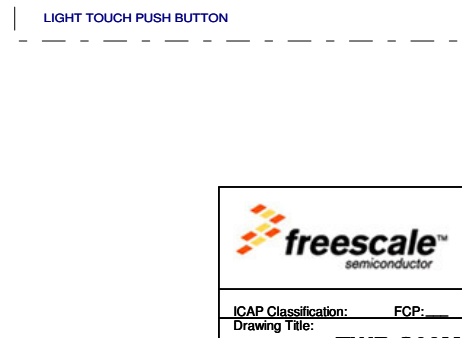 LIGHT TOUCH PUSH BUTTON
freescale™
semiconductor
ICAP Classification: FCP: ___
Drawing Title: